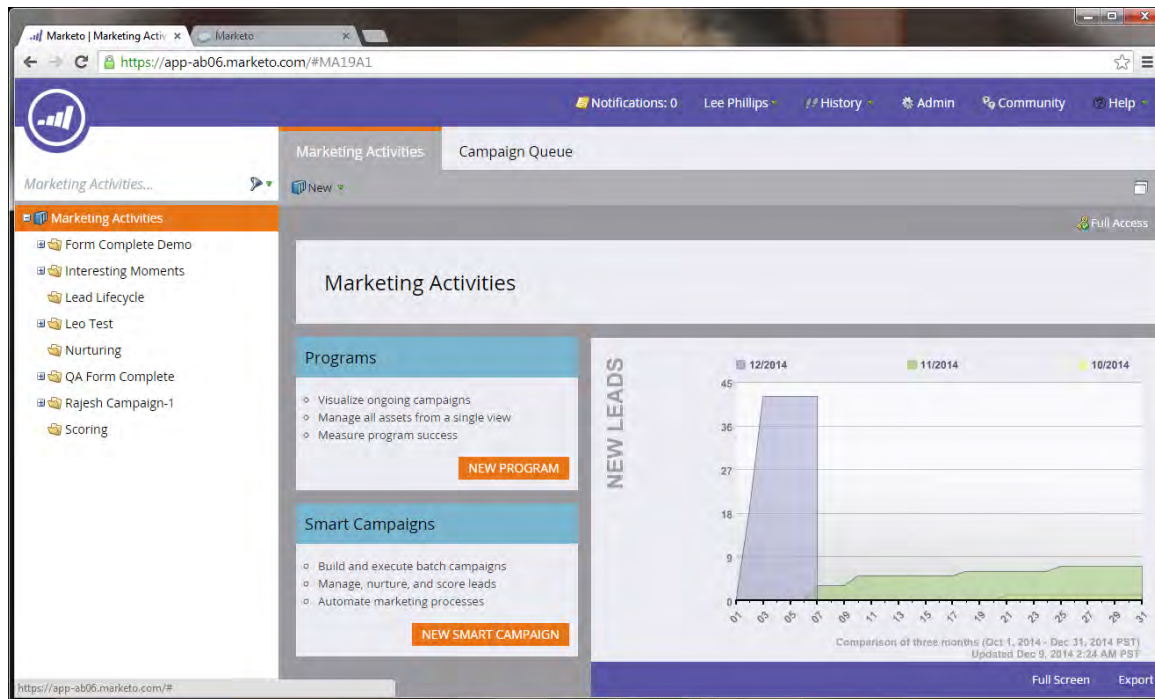 Marketo | Marketing Activ
Marketo
https://app-ab06.marketo.com/#MA19A1
Notifications: 0
Lee Phillips
History
Admin
Community
Help
Marketing Activities
Campaign Queue
Marketing Activities...
New
Full Access
Marketing Activities
Form Complete Demo
Interesting Moments
Lead Lifecycle
Leo Test
Nurturing
QA Form Complete
Rajesh Campaign-1
Scoring
Marketing Activities
Programs
Visualize ongoing campaigns
Manage all assets from a single view
Measure program success
NEW PROGRAM
Smart Campaigns
Build and execute batch campaigns
Manage, nurture, and score leads
Automate marketing processes
NEW SMART CAMPAIGN
NEW LEADS
12/2014
11/2014
10/2014
45
36
27
18
9
0
01 03 05 07 09 11 13 15 17 19 21 23 25 27 29 31
Comparison of three months (Oct 1, 2014 - Dec 31, 2014 PST)
Updated Dec 9, 2014 2:24 AM PST
Full Screen
Export
https://app-ab06.marketo.com/#